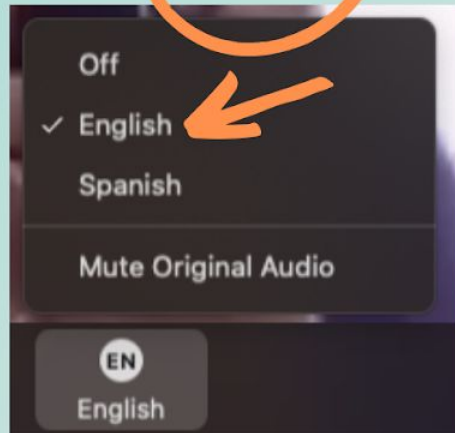 Off
✓ English
Spanish
Mute Original Audio
EN
English